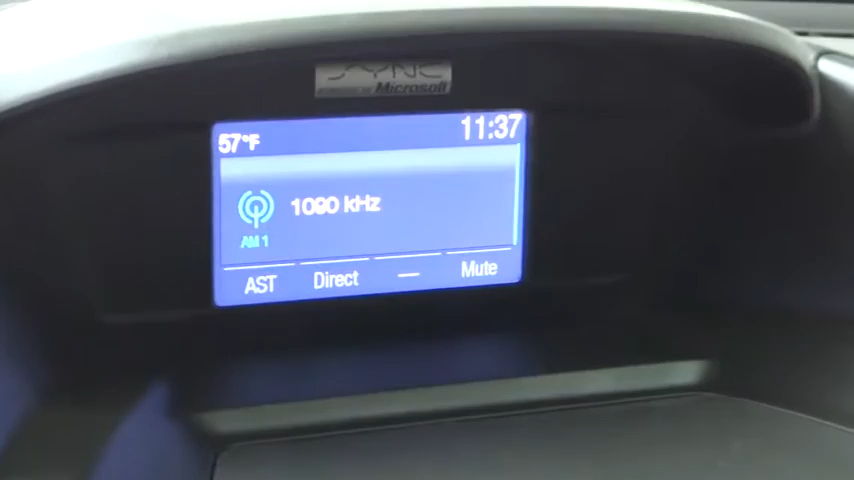 SYNC
Microsoft
57°F 11:37
1090 kHz
AM 1
AST Direct — Mute